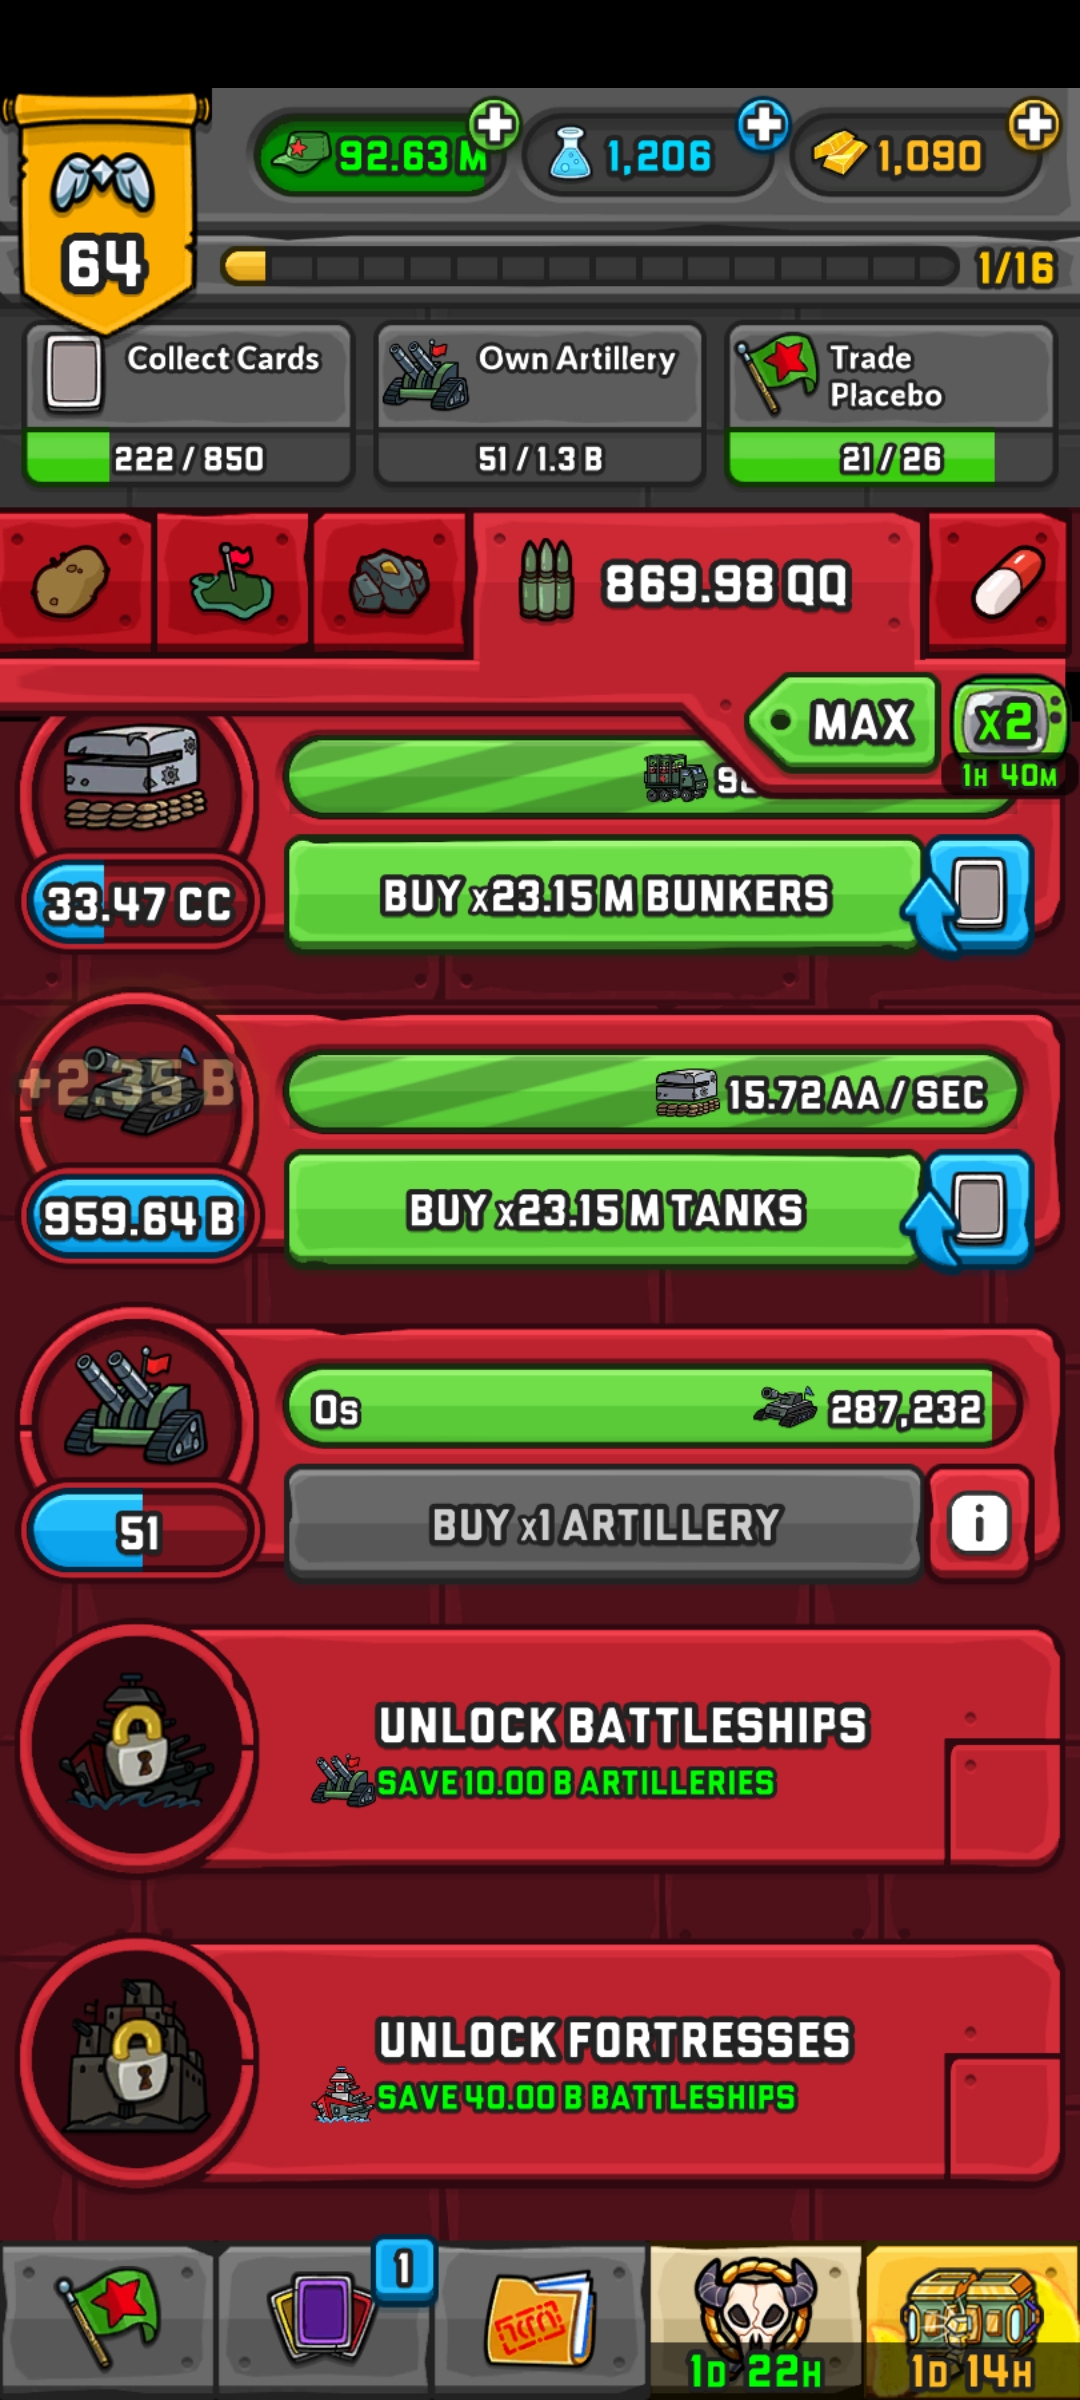 92.63 M
1,206
1,090
64
1/16
Collect Cards
222 / 850
Own Artillery
51 / 1.3 B
Trade
Placebo
21 / 26
869.98 QQ
MAX
x2
1H 40M
33.47 CC
BUY x23.15 M BUNKERS
+2.35 B
15.72 AA / SEC
959.64 B
BUY x23.15 M TANKS
0s
287,232
51
BUY x1 ARTILLERY
i
UNLOCK BATTLESHIPS
SAVE 10.00 B ARTILLERIES
UNLOCK FORTRESSES
SAVE 40.00 B BATTLESHIPS
1
1D 22H
1D 14H